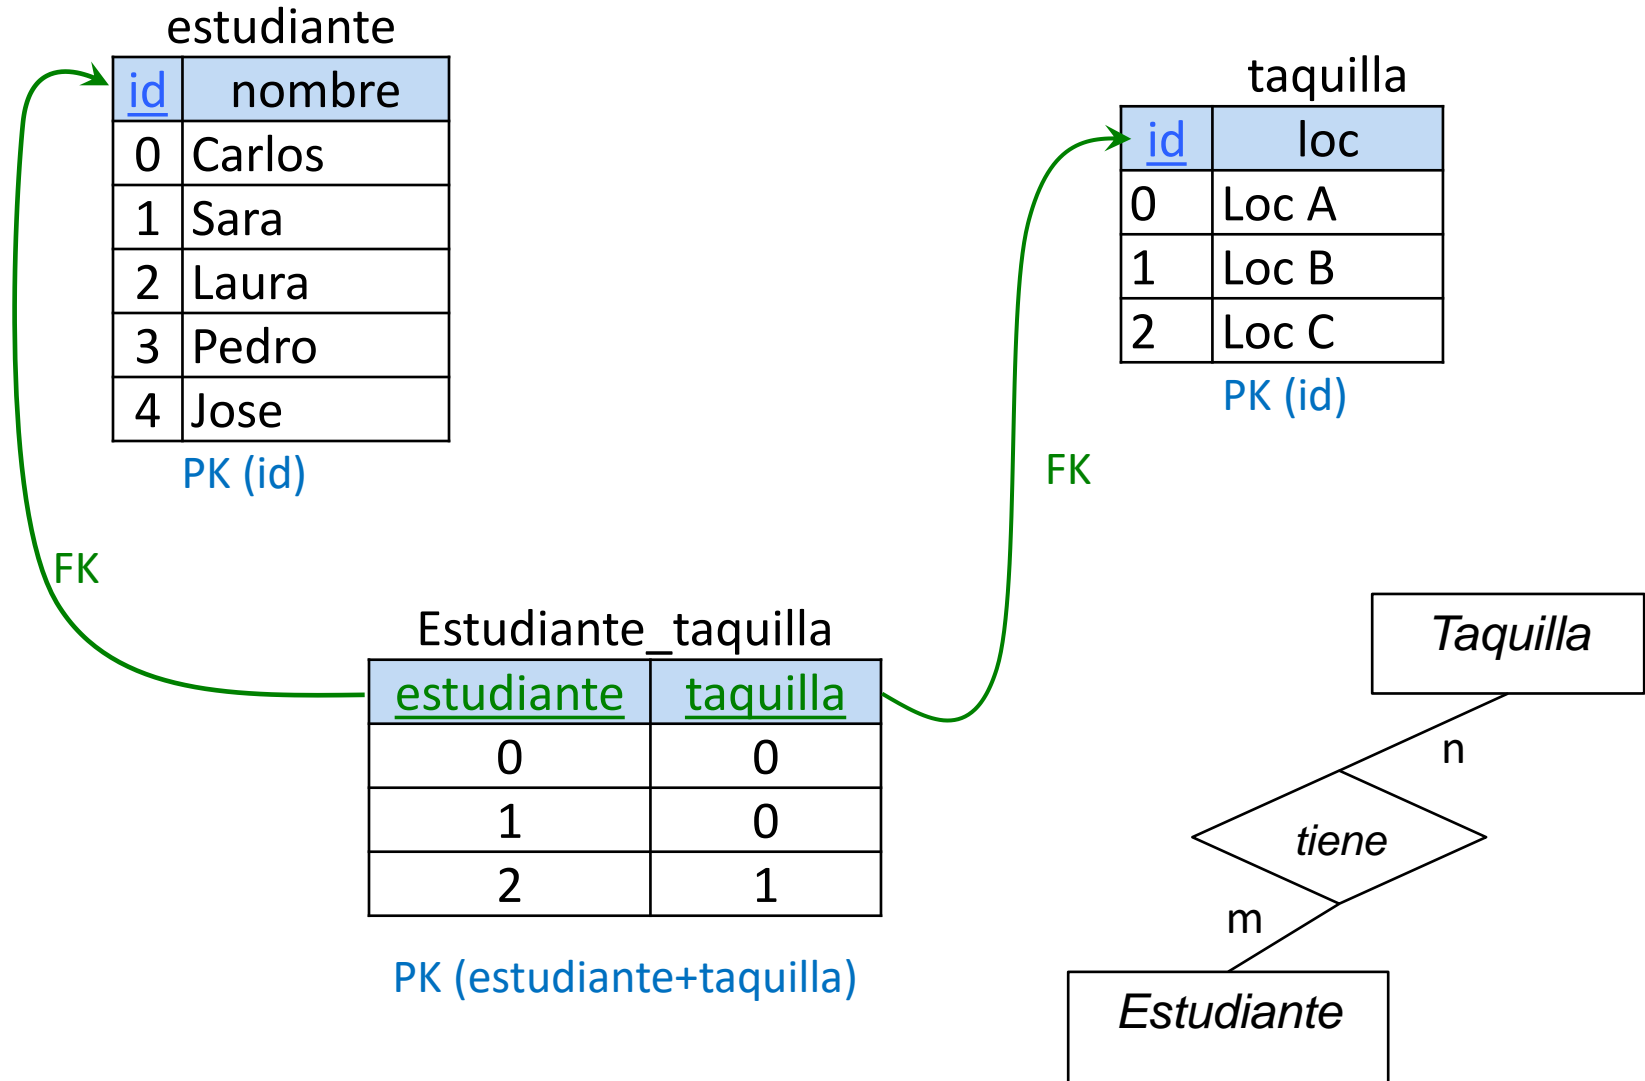 estudiante
id nombre
0 Carlos
1 Sara
2 Laura
3 Pedro
4 Jose
PK (id)
taquilla
id loc
0 Loc A
1 Loc B
2 Loc C
PK (id)
FK
FK
Estudiante_taquilla
estudiante taquilla
0 0
1 0
2 1
PK (estudiante+taquilla)
Taquilla
n
tiene
m
Estudiante